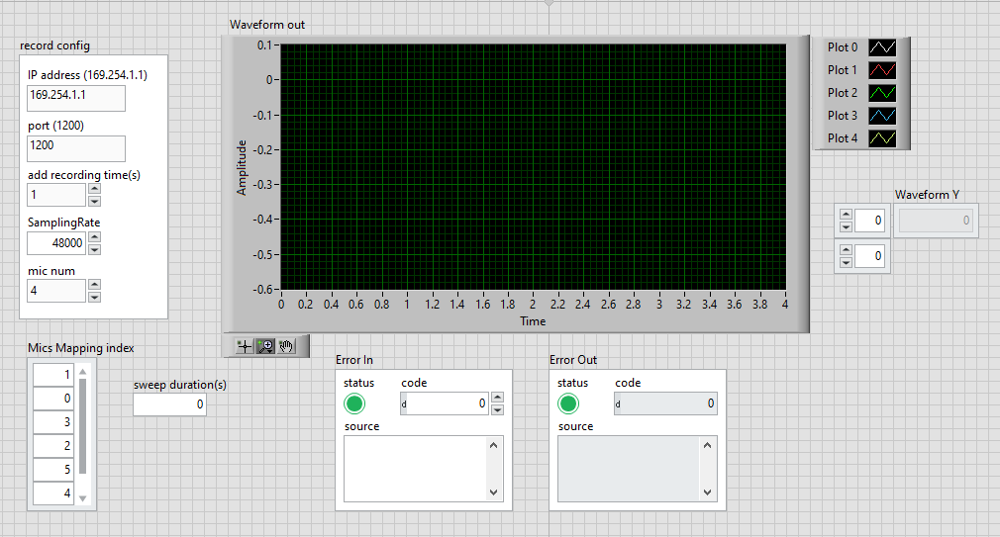 record config
IP address (169.254.1.1)
169.254.1.1
port (1200)
1200
add recording time(s)
1
SamplingRate
48000
mic num
4
Waveform out
Amplitude
0.1
0
-0.1
-0.2
-0.3
-0.4
-0.5
-0.6
0 0.2 0.4 0.6 0.8 1 1.2 1.4 1.6 1.8 2 2.2 2.4 2.6 2.8 3 3.2 3.4 3.6 3.8 4
Time
Plot 0
Plot 1
Plot 2
Plot 3
Plot 4
Waveform Y
0 0
0
Mics Mapping index
1
0
3
2
5
4
sweep duration(s)
0
Error In
status code
d 0
source
Error Out
status code
d 0
source